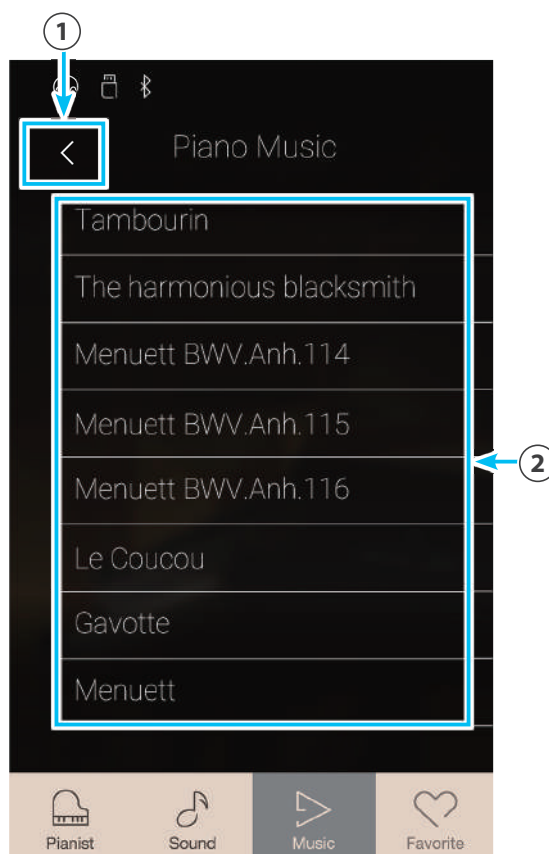 1
Piano Music
Tambourin
The harmonious blacksmith
Menuett BWV.Anh.114
Menuett BWV.Anh.115
2
Menuett BWV.Anh.116
Le Coucou
Gavotte
Menuett
Pianist Sound Music Favorite